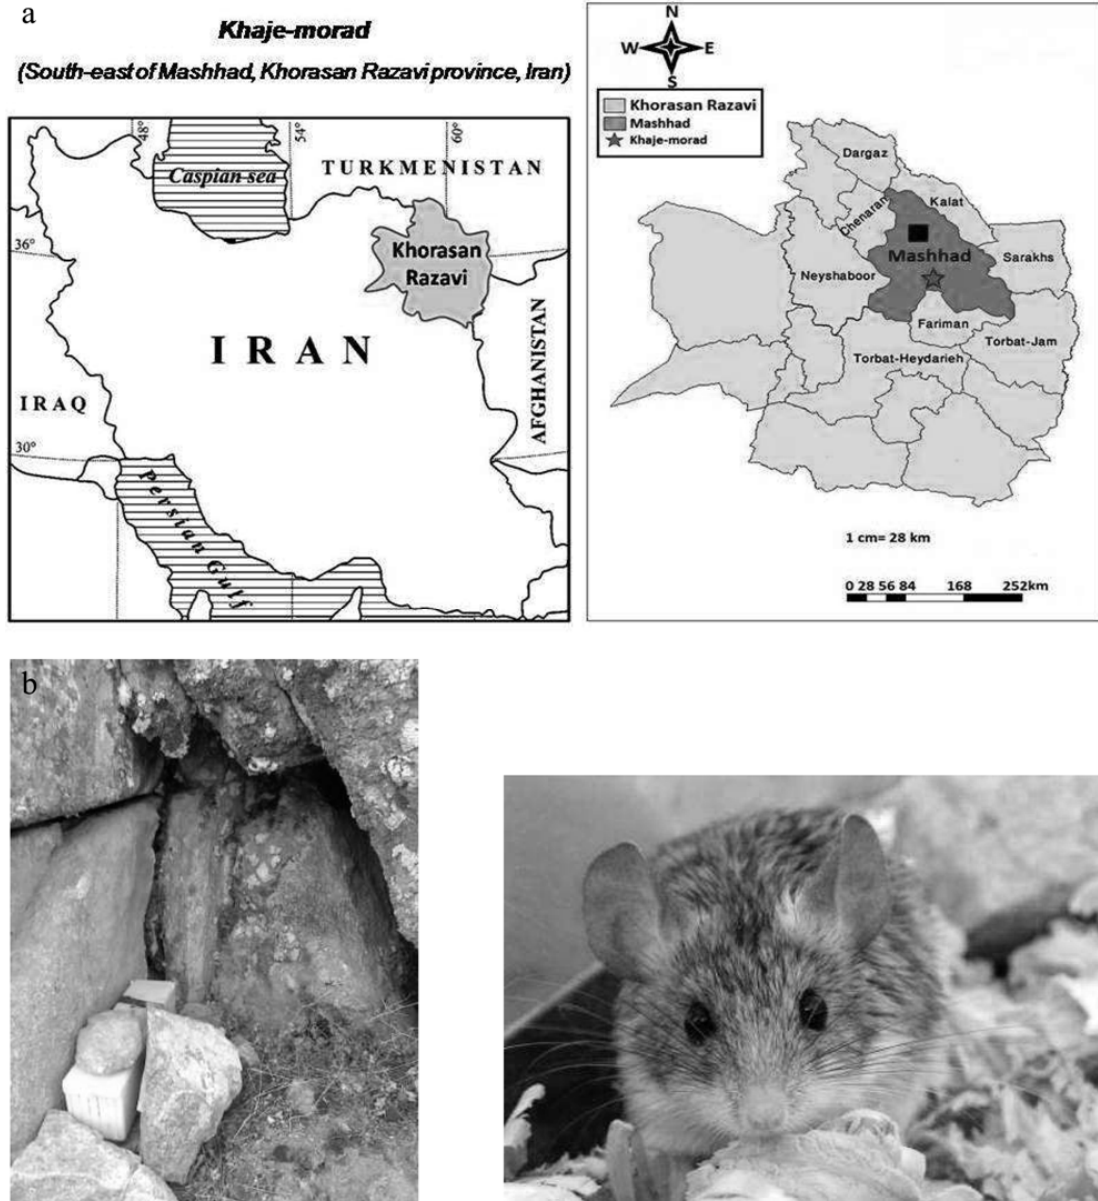 a
Khaje-morad
(South-east of Mashhad, Khorasan Razavi province, Iran)
48°
54°
60°
Caspian sea
TURKMENISTAN
36°
Khorasan
Razavi
IRAN
AFGHANISTAN
IRAQ
30°
Persian Gulf
N
W E
S
Khorasan Razavi
Mashhad
Khaje-morad
Dargaz
Chenaran
Kalat
Mashhad
Sarakhs
Neyshaboor
Fariman
Torbat-Jam
Torbat-Heydarieh
1 cm= 28 km
0 28 56 84 168 252km
b